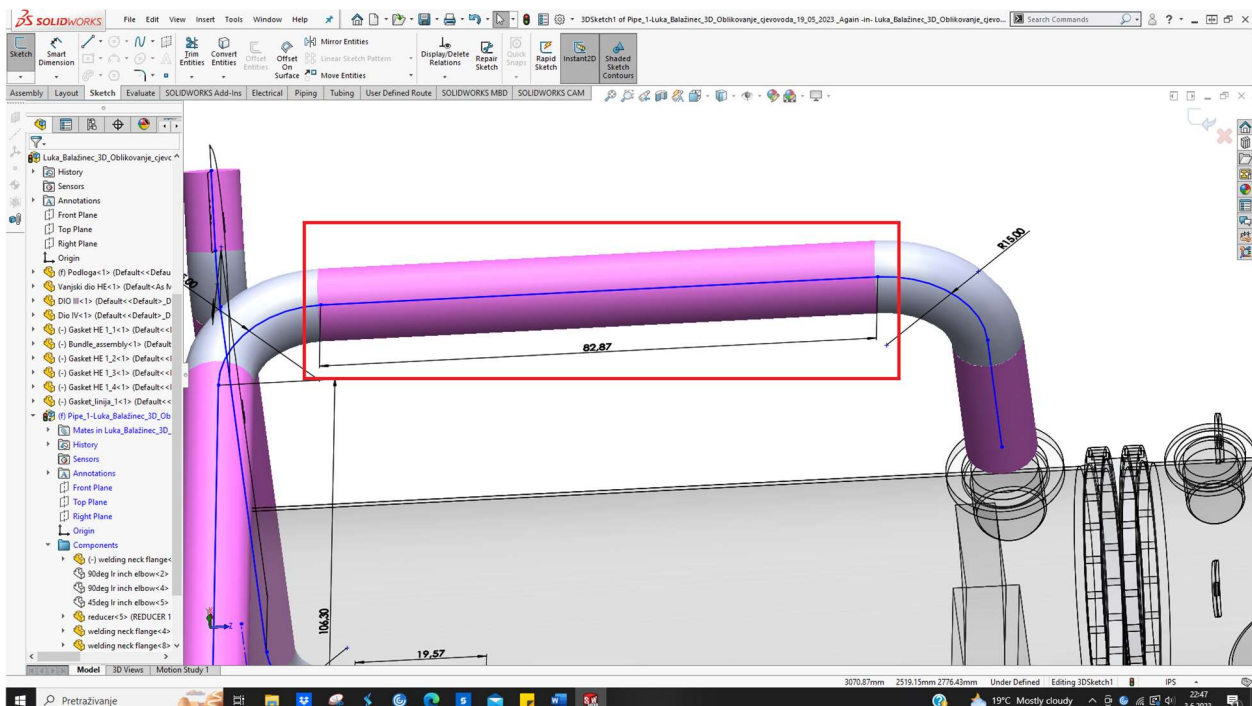 SOLIDWORKS File Edit View Insert Tools Window Help 3DSketch1 of Pipe_1-Luka_Balažinec_3D_Oblikovanje_cjevovoda_19_05_2023 _Again -in- Luka_Balažinec_3D_Oblikovanje_cjevo... Search Commands
Sketch Smart Dimension Trim Entities Convert Entities Offset Entities Offset On Surface Mirror Entities Linear Sketch Pattern Move Entities Display/Delete Relations Repair Sketch Quick Snaps Rapid Sketch Instant2D Shaded Sketch Contours
Assembly Layout Sketch Evaluate SOLIDWORKS Add-Ins Electrical Piping Tubing User Defined Route SOLIDWORKS MBD SOLIDWORKS CAM
Luka_Balažinec_3D_Oblikovanje_cjevc
History
Sensors
Annotations
Front Plane
Top Plane
Right Plane
Origin
(f) Podloga<1> (Default<<Defau
Vanjski dio HE<1> (Default<As M
DIO III<1> (Default<<Default>_D
Dio IV<1> (Default<<Default>_D
(-) Gasket HE 1_1<1> (Default<<I
(-) Bundle_assembly<1> (Default
(-) Gasket HE 1_2<1> (Default<<I
(-) Gasket HE 1_3<1> (Default<<I
(-) Gasket HE 1_4<1> (Default<<I
(-) Gasket_linija_1<1> (Default<<
(f) Pipe_1-Luka_Balažinec_3D_Ob
Mates in Luka_Balažinec_3D_
History
Sensors
Annotations
Front Plane
Top Plane
Right Plane
Origin
Components
(-) welding neck flange<
90deg lr inch elbow<2>
90deg lr inch elbow<4>
45deg lr inch elbow<5>
reducer<5> (REDUCER 1
welding neck flange<4>
welding neck flange<8>
R15.00
82,87
106.30
19,57
Z
Model 3D Views Motion Study 1
3070.87mm 2519.15mm 2776.43mm Under Defined Editing 3DSketch1 IPS
Pretraživanje 19°C Mostly cloudy 22:47